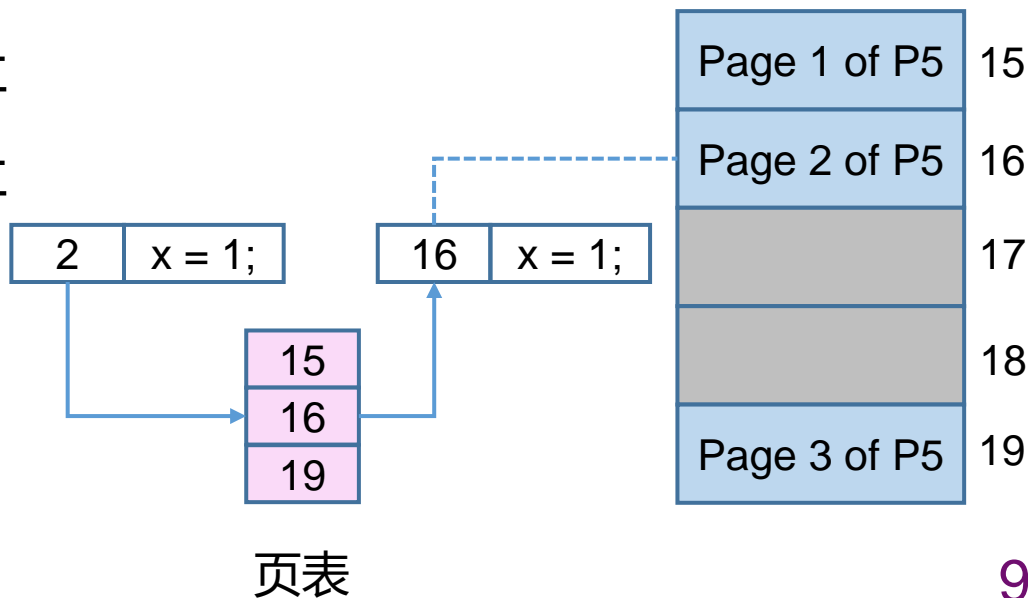 Page 1 of P5 15
Page 2 of P5 16
2 x = 1; 16 x = 1; 17
15 18
16
19 Page 3 of P5 19
页表 9